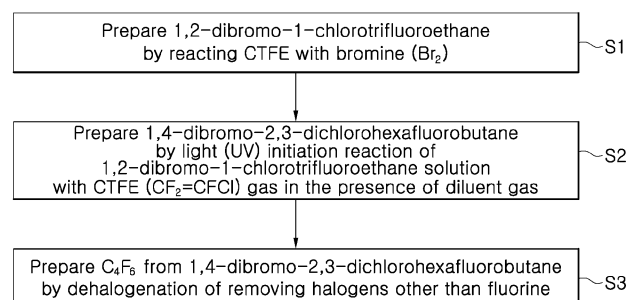 Prepare 1,2-dibromo-1-chlorotrifluoroethane
by reacting CTFE with bromine (Br₂)
S1
Prepare 1,4-dibromo-2,3-dichlorohexafluorobutane
by light (UV) initiation reaction of
1,2-dibromo-1-chlorotrifluoroethane solution
with CTFE (CF₂=CFCl) gas in the presence of diluent gas
S2
Prepare C₄F₆ from 1,4-dibromo-2,3-dichlorohexafluorobutane
by dehalogenation of removing halogens other than fluorine
S3